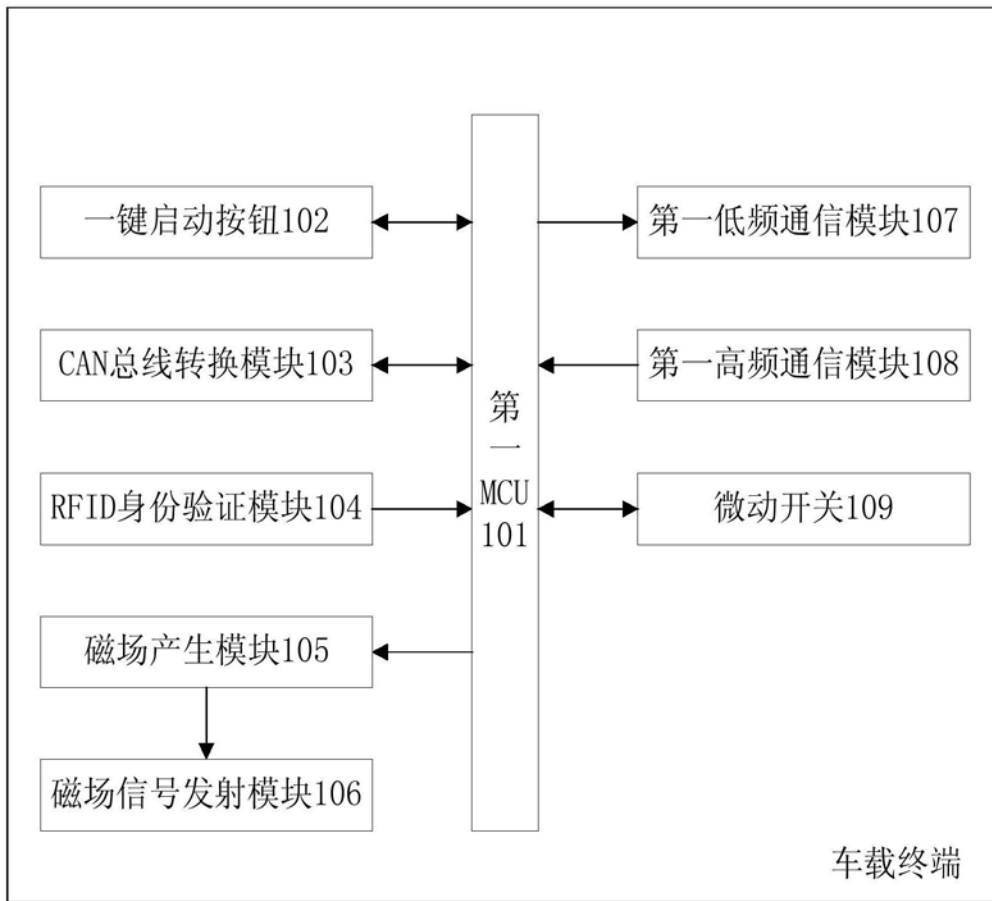 一键启动按钮102
第一低频通信模块107
CAN总线转换模块103
第一高频通信模块108
第
一
MCU
101
RFID身份验证模块104
微动开关109
磁场产生模块105
磁场信号发射模块106
车载终端